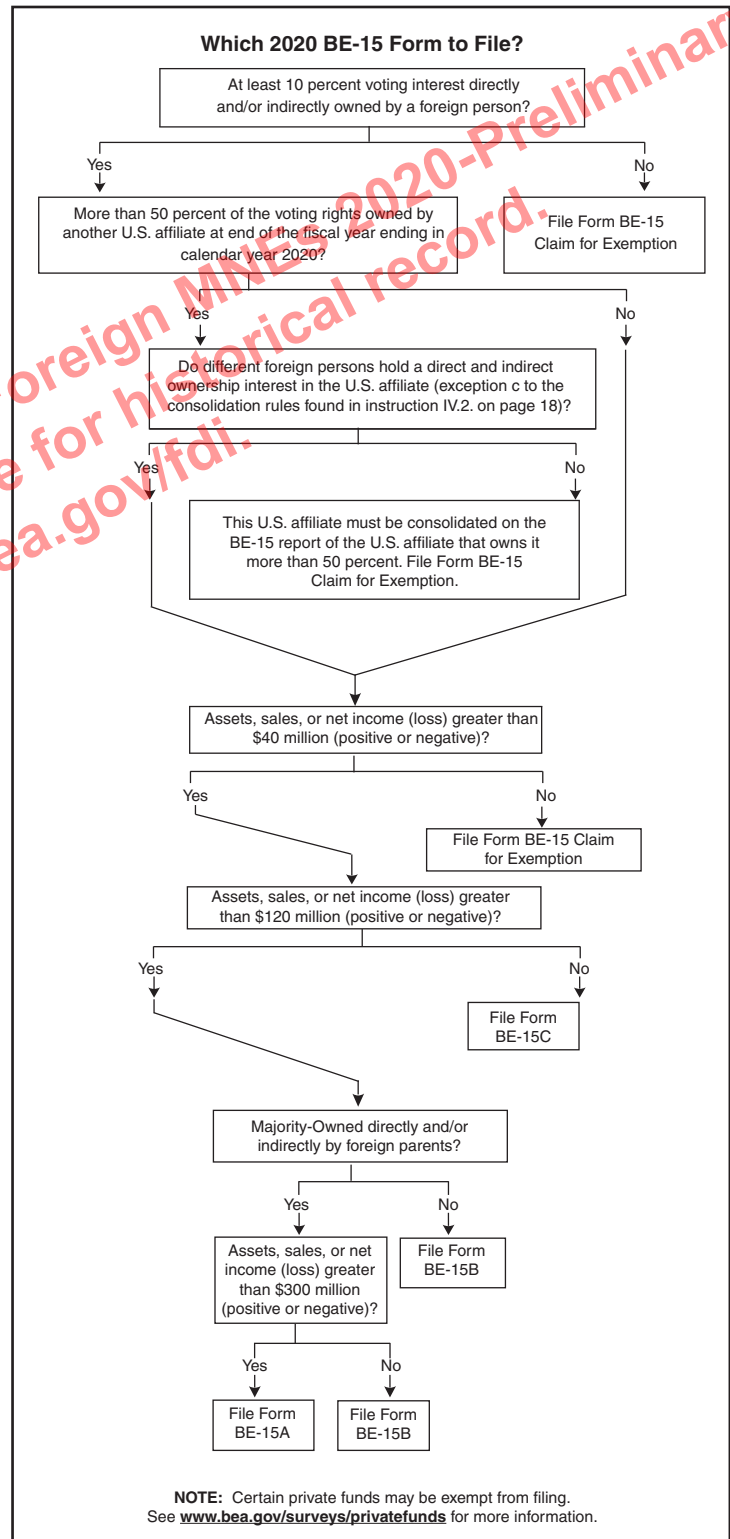 Which 2020 BE-15 Form to File?
At least 10 percent voting interest directly
and/or indirectly owned by a foreign person?
Yes
No
More than 50 percent of the voting rights owned by
another U.S. affiliate at end of the fiscal year ending in
calendar year 2020?
File Form BE-15
Claim for Exemption
Yes
No
Do different foreign persons hold a direct and indirect
ownership interest in the U.S. affiliate (exception c to the
consolidation rules found in instruction IV.2. on page 18)?
Yes
No
This U.S. affiliate must be consolidated on the
BE-15 report of the U.S. affiliate that owns it
more than 50 percent. File Form BE-15
Claim for Exemption.
Assets, sales, or net income (loss) greater than
$40 million (positive or negative)?
Yes
No
File Form BE-15 Claim
for Exemption
Assets, sales, or net income (loss) greater
than $120 million (positive or negative)?
Yes
No
File Form
BE-15C
Majority-Owned directly and/or
indirectly by foreign parents?
Yes
No
Assets, sales, or net
income (loss) greater
than $300 million
(positive or negative)?
File Form
BE-15B
Yes
No
File Form
BE-15A
File Form
BE-15B
NOTE: Certain private funds may be exempt from filing.
See www.bea.gov/surveys/privatefunds for more information.
oreign MNEs 2020-Preliminar
e for historical record.
ea.gov/fdi.